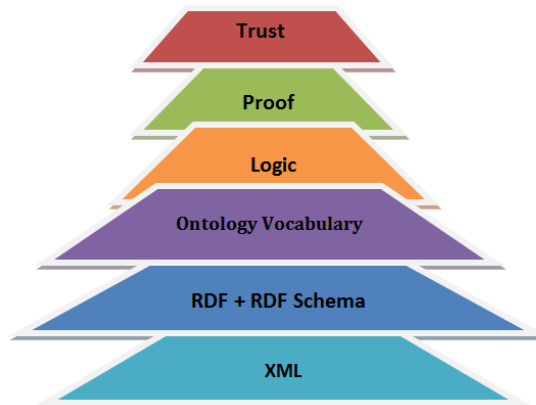 Trust
Proof
Logic
Ontology Vocabulary
RDF + RDF Schema
XML